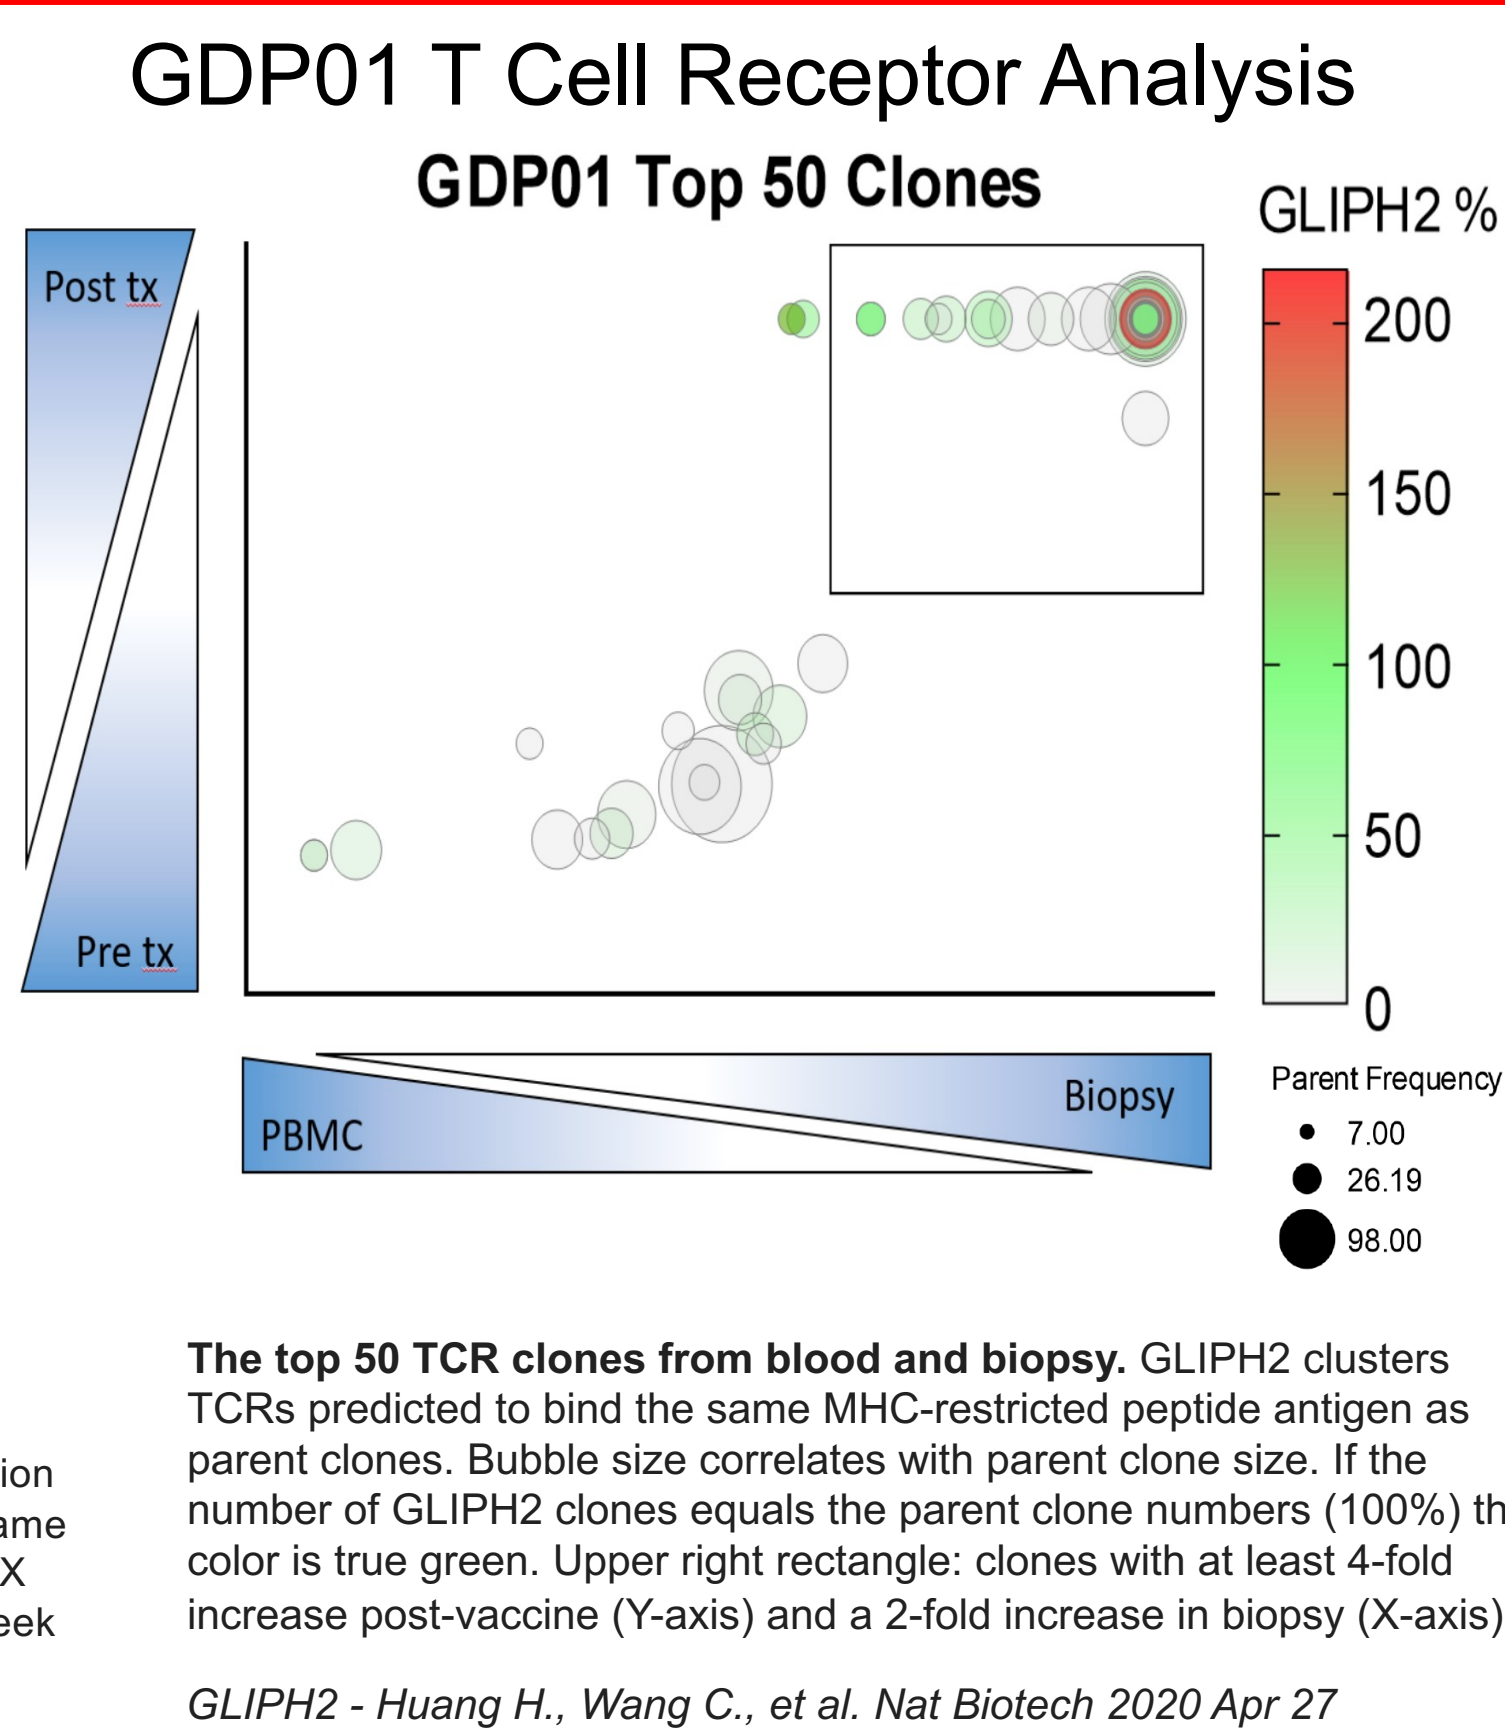 GDP01 T Cell Receptor Analysis
GDP01 Top 50 Clones
GLIPH2 %
Post tx
Pre tx
200
150
100
50
0
PBMC
Biopsy
Parent Frequency
7.00
26.19
98.00
The top 50 TCR clones from blood and biopsy. GLIPH2 clusters
TCRs predicted to bind the same MHC-restricted peptide antigen as
parent clones. Bubble size correlates with parent clone size. If the
number of GLIPH2 clones equals the parent clone numbers (100%) th
color is true green. Upper right rectangle: clones with at least 4-fold
increase post-vaccine (Y-axis) and a 2-fold increase in biopsy (X-axis)
GLIPH2 - Huang H., Wang C., et al. Nat Biotech 2020 Apr 27
ion
ame
X
eek